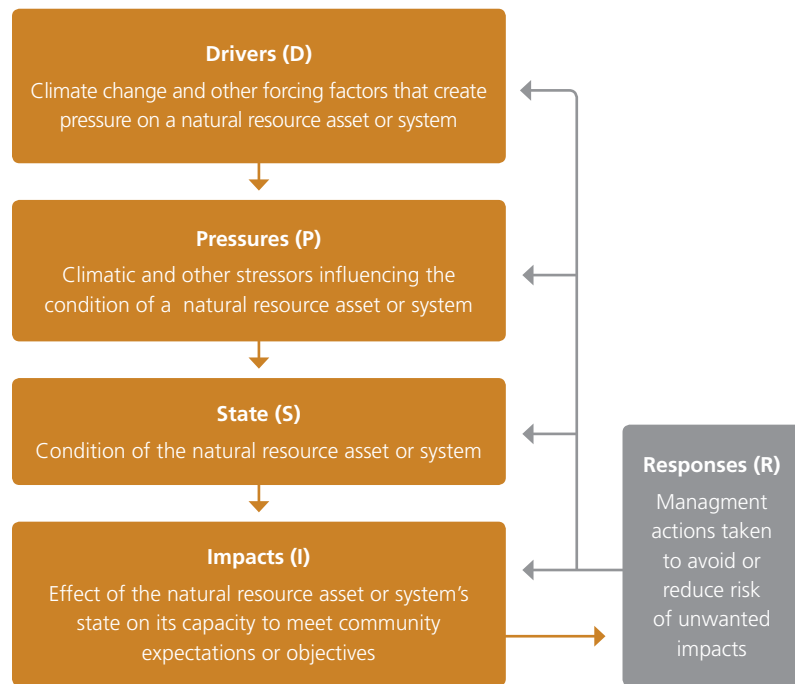 Drivers (D)
Climate change and other forcing factors that create
pressure on a natural resource asset or system
Pressures (P)
Climatic and other stressors influencing the
condition of a natural resource asset or system
State (S)
Condition of the natural resource asset or system
Impacts (I)
Effect of the natural resource asset or system's
state on its capacity to meet community
expectations or objectives
Responses (R)
Managment
actions taken
to avoid or
reduce risk
of unwanted
impacts